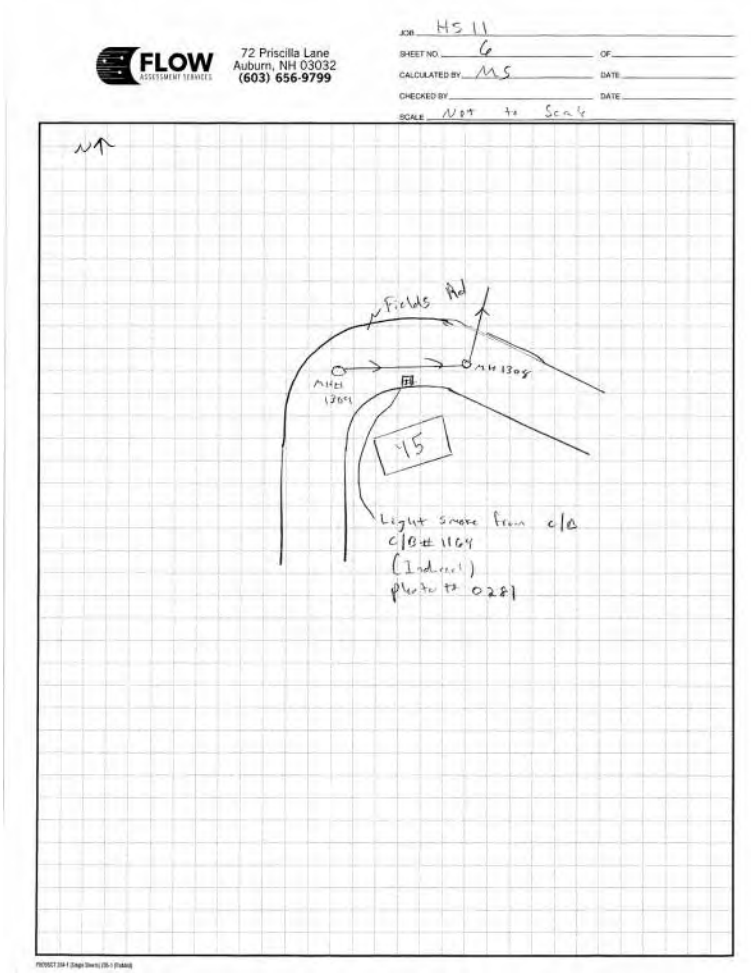 FLOW
ASSESSMENT SERVICES
72 Priscilla Lane
Auburn, NH 03032
(603) 656-9799
JOB HS 11
SHEET NO. 6 OF
CALCULATED BY MS DATE
CHECKED BY DATE
SCALE Not to Scale
N
Fields Rd
MH 1308
MH
1309
45
Light smoke from c/B
c/B # 1164
(Indirect)
photo # 0281